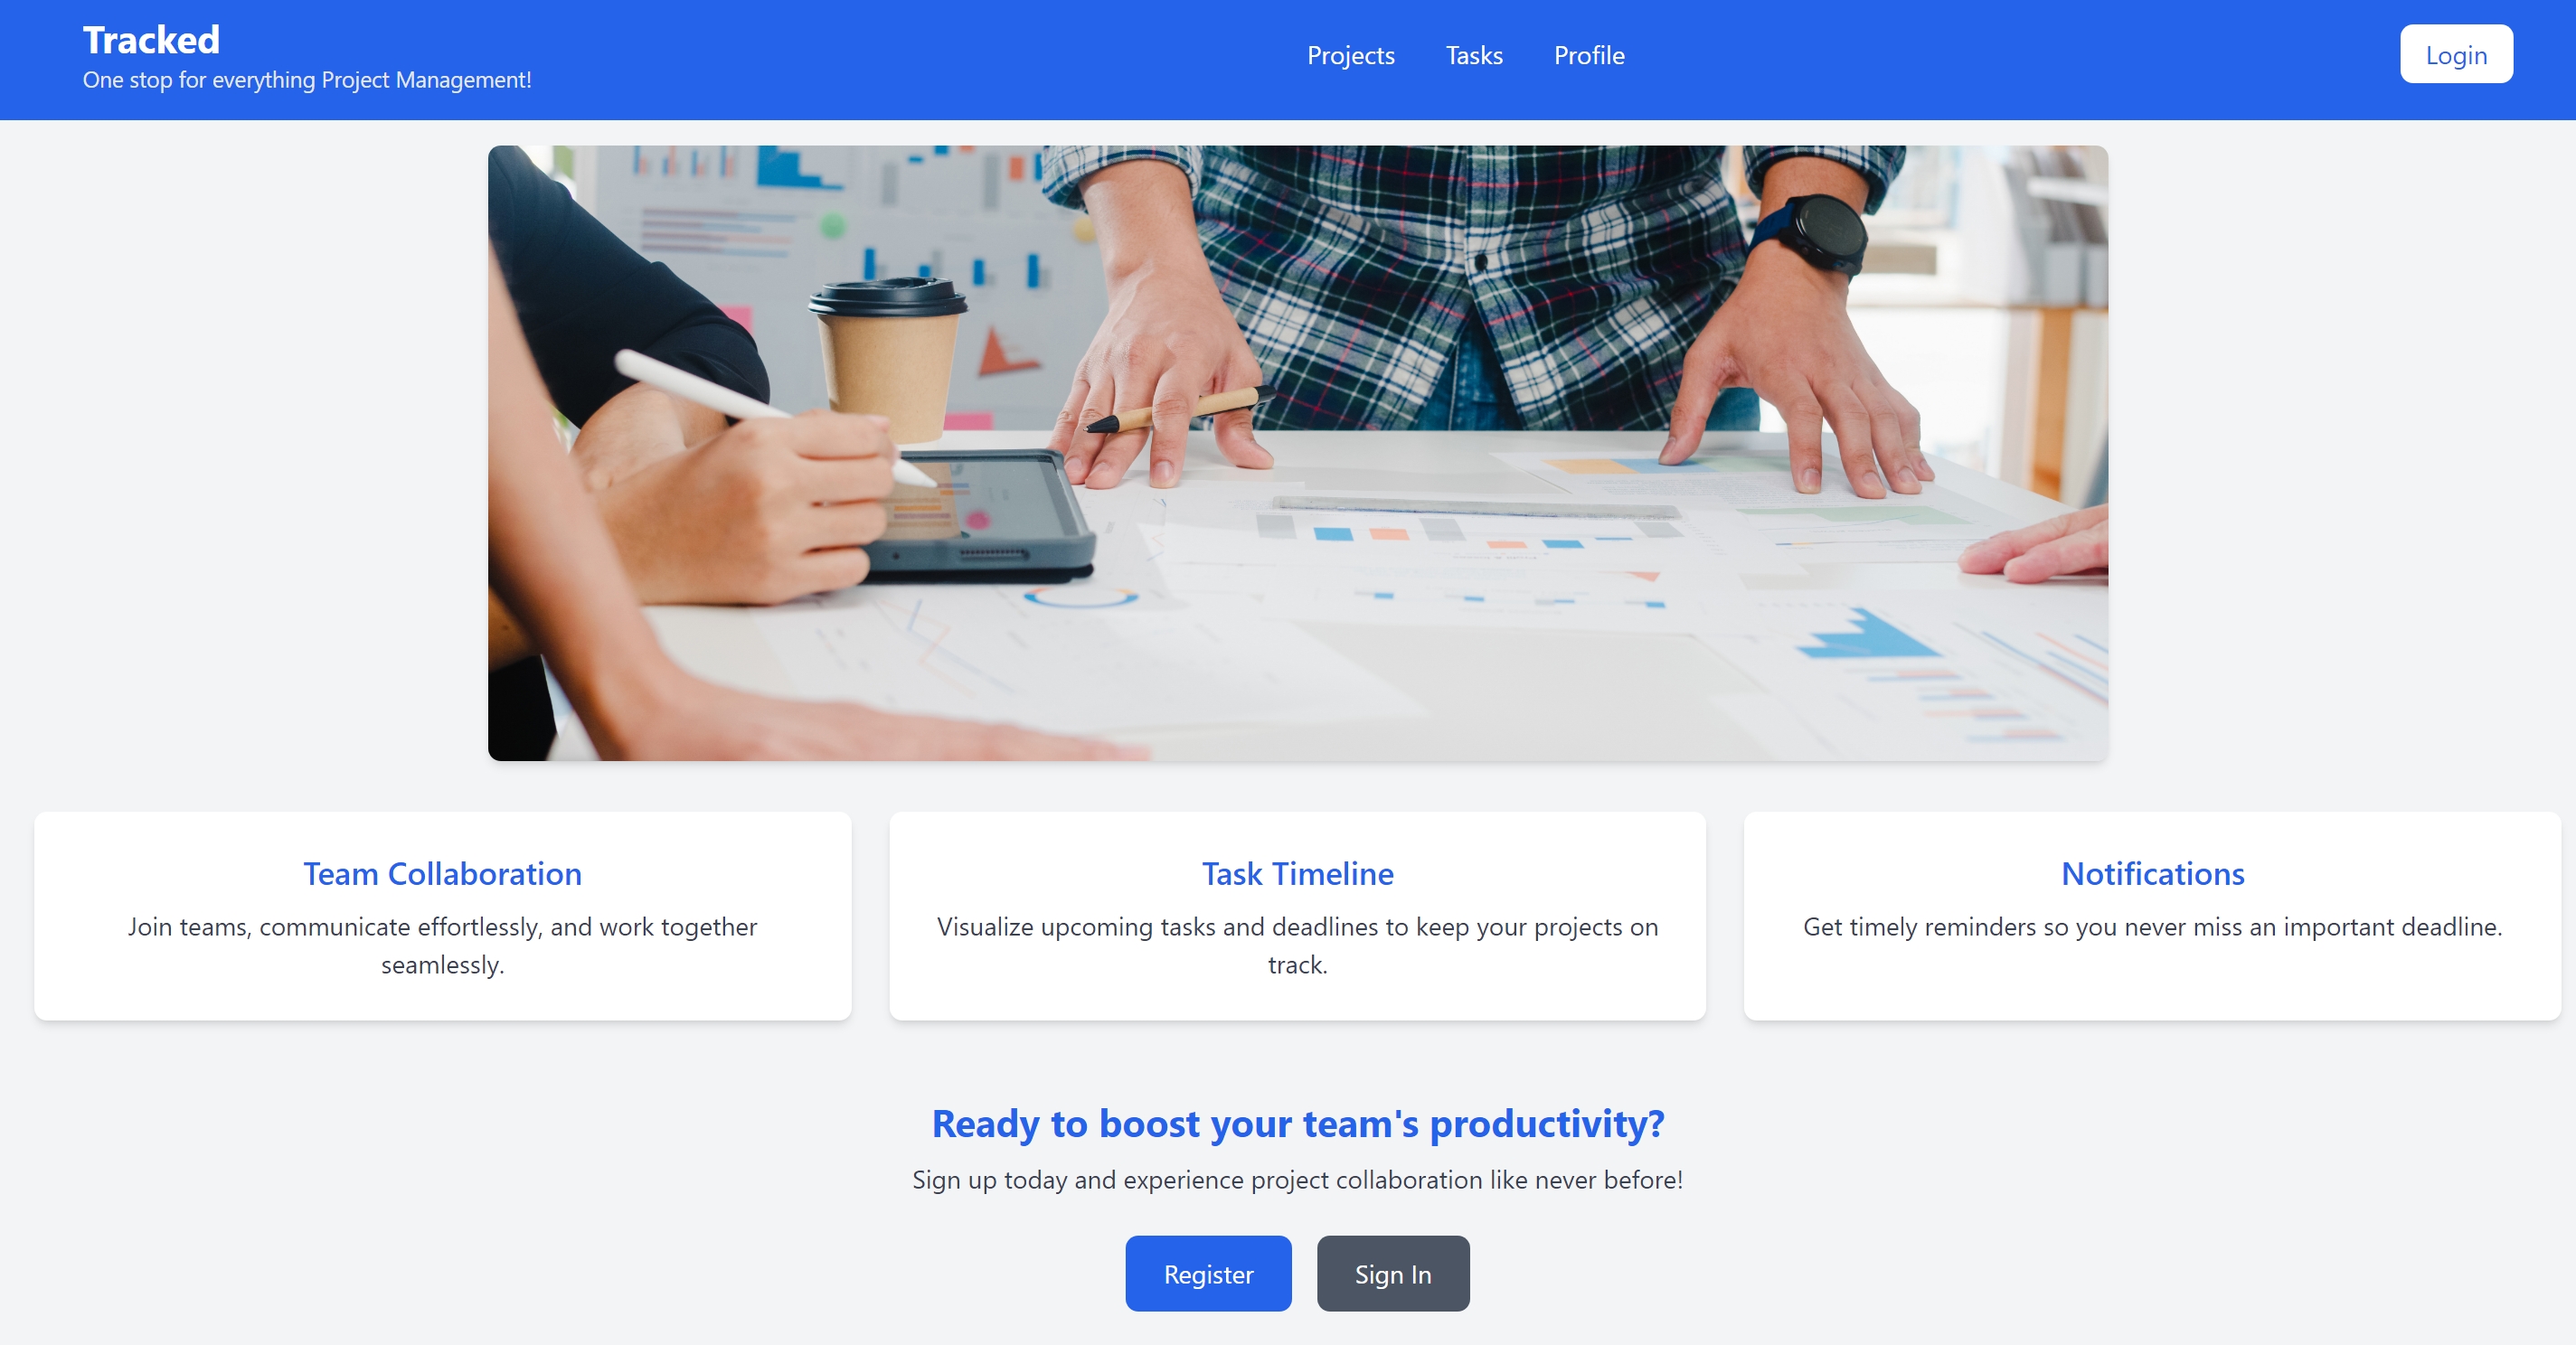 Tracked
One stop for everything Project Management!
Projects Tasks Profile
Login
Team Collaboration
Join teams, communicate effortlessly, and work together
seamlessly.
Task Timeline
Visualize upcoming tasks and deadlines to keep your projects on
track.
Notifications
Get timely reminders so you never miss an important deadline.
Ready to boost your team's productivity?
Sign up today and experience project collaboration like never before!
Register
Sign In